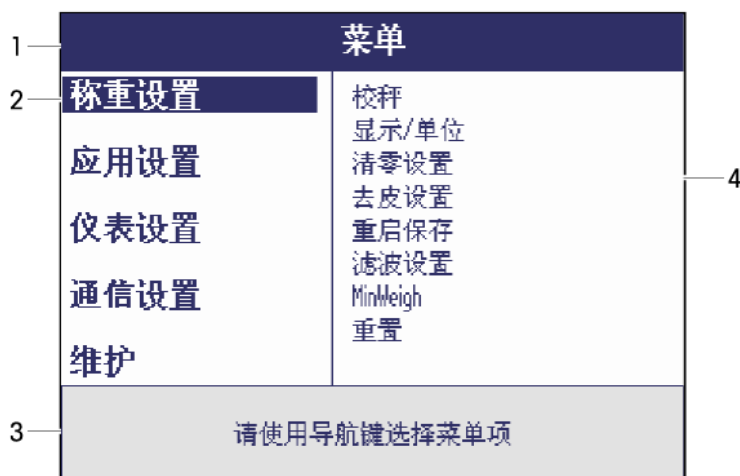 1
菜单
2
称重设置
应用设置
仪表设置
通信设置
维护
校秤
显示/单位
清零设置
去皮设置
重启保存
滤波设置
MinWeigh
重置
4
3
请使用导航键选择菜单项